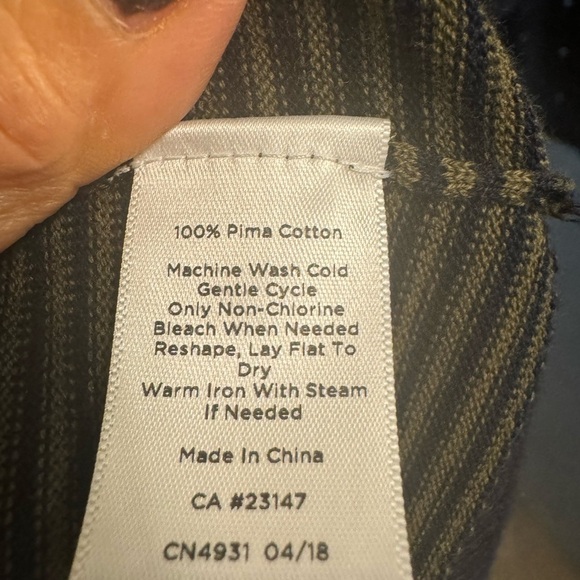 100% Pima Cotton
Machine Wash Cold
Gentle Cycle
Only Non-Chlorine
Bleach When Needed
Reshape, Lay Flat To
Dry
Warm Iron With Steam
If Needed
Made In China
CA #23147
CN4931 04/18